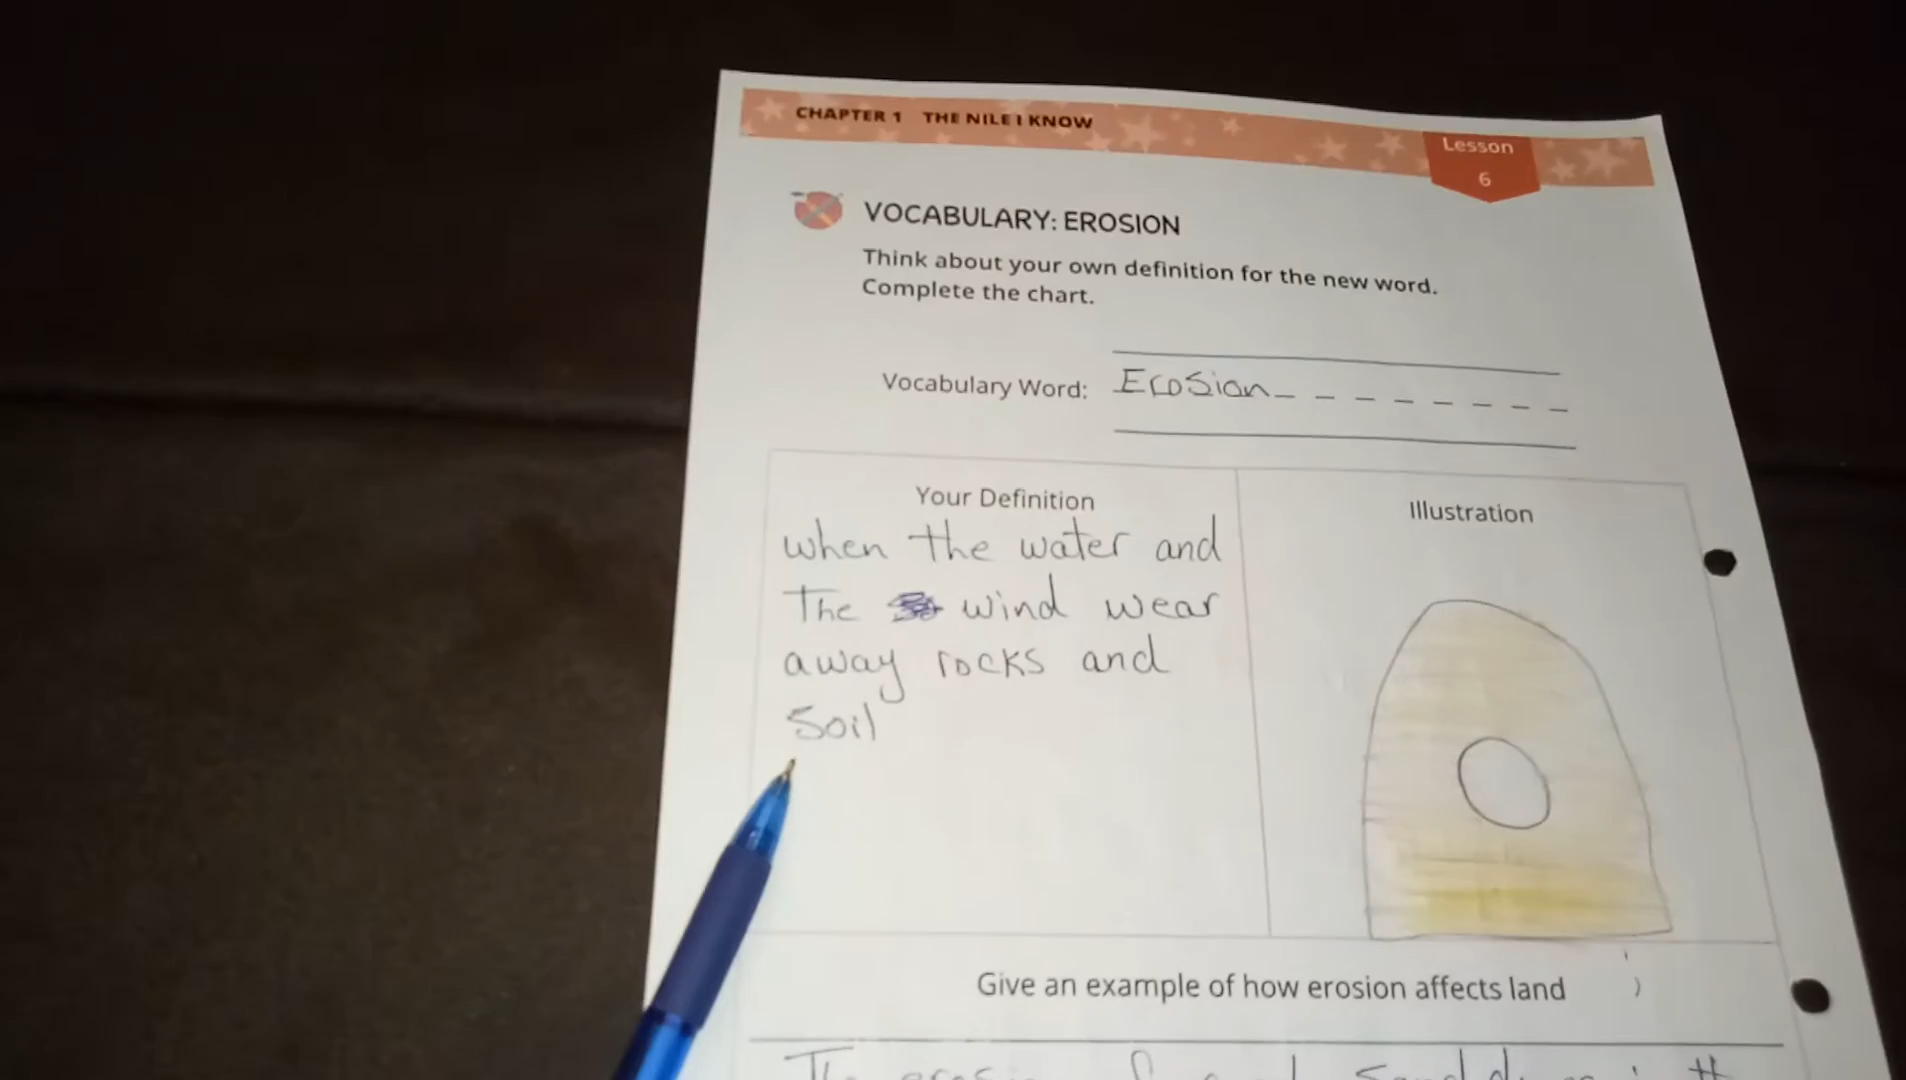 CHAPTER 1 THE NILE I KNOW
Lesson
6
VOCABULARY: EROSION
Think about your own definition for the new word.
Complete the chart.
Vocabulary Word: Erosion
Your Definition
when the water and
The wind wear
away rocks and
Soil
Illustration
Give an example of how erosion affects land